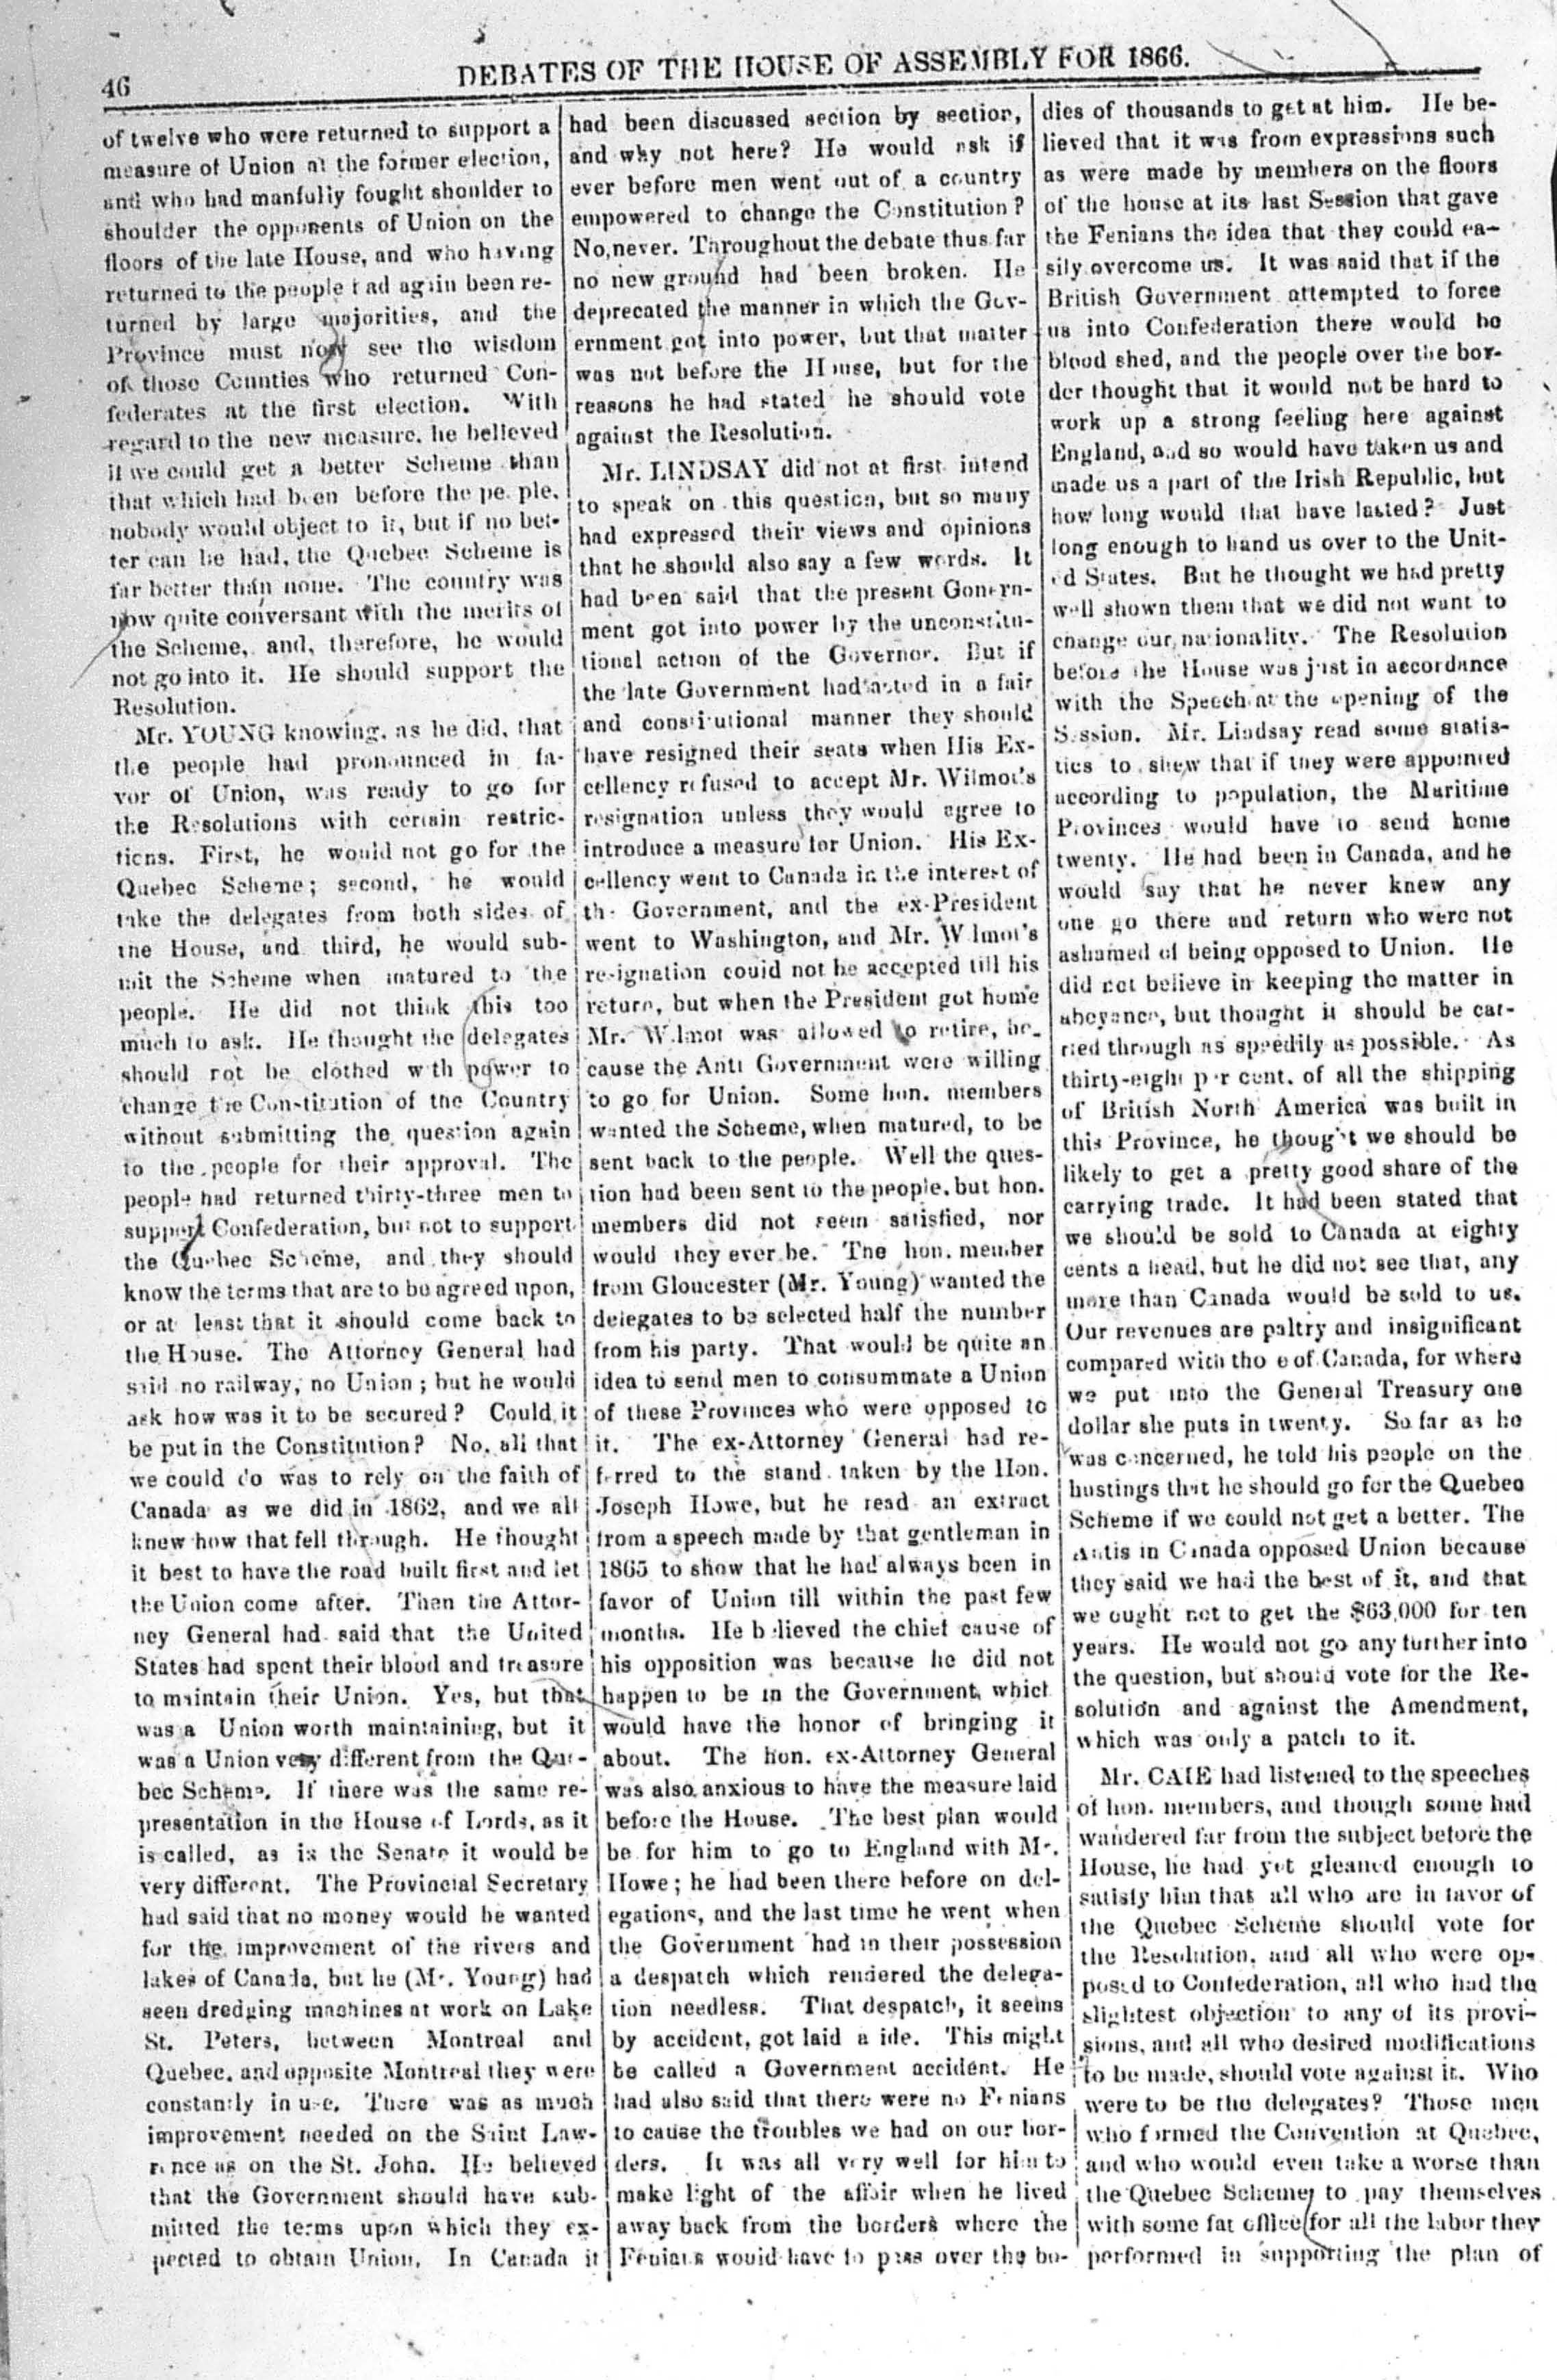 46
DEBATES OF THE HOUSE OF ASSEMBLY FOR 1866.
of twelve who were returned to support a
measure of Union at the former election,
and who had manfully fought shoulder to
shoulder the opponents of Union on the
floors of the late House, and who having
returned to the people had again been re-
turned by large majorities, and the
Province must now see the wisdom
of those Counties who returned Con-
federates at the first election. With
regard to the new measure, he believed
if we could get a better Scheme than
that which had been before the people,
nobody would object to it, but if no bet-
ter can be had, the Quebec Scheme is
far better than none. The country was
now quite conversant with the merits of
the Scheme, and, therefore, he would
not go into it. He should support the
Resolution.
Mr. YOUNG knowing, as he did, that
the people had pronounced in fa-
vor of Union, was ready to go for
the Resolutions with certain restric-
tions. First, he would not go for the
Quebec Scheme; second, he would
take the delegates from both sides of
the House, and third, he would sub-
mit the Scheme when matured to the
people. He did not think this too
much to ask. He thought the delegates
should not be clothed with power to
change the Constitution of the Country
without submitting the question again
to the people for their approval. The
people had returned thirty-three men to
support Confederation, but not to support
the Quebec Scheme, and they should
know the terms that are to be agreed upon,
or at least that it should come back to
the House. The Attorney General had
said no railway, no Union; but he would
ask how was it to be secured? Could it
be put in the Constitution? No, all that
we could do was to rely on the faith of
Canada as we did in 1862, and we all
knew how that fell through. He thought
it best to have the road built first and let
the Union come after. Then the Attor-
ney General had said that the United
States had spent their blood and treasure
to maintain their Union. Yes, but that
was a Union worth maintaining, but it
was a Union very different from the Que-
bec Scheme. If there was the same re-
presentation in the House of Lords, as it
is called, as in the Senate it would be
very different. The Provincial Secretary
had said that no money would be wanted
for the improvement of the rivers and
lakes of Canada, but he (Mr. Young) had
seen dredging machines at work on Lake
St. Peters, between Montreal and
Quebec, and opposite Montreal they were
constantly in use. There was as much
improvement needed on the Saint Law-
rence as on the St. John. He believed
that the Government should have sub-
mitted the terms upon which they ex-
pected to obtain Union. In Canada it
had been discussed section by section,
and why not here? He would ask if
ever before men went out of a country
empowered to change the Constitution?
No, never. Throughout the debate thus far
no new ground had been broken. He
deprecated the manner in which the Gov-
ernment got into power, but that matter
was not before the House, but for the
reasons he had stated he should vote
against the Resolution.
Mr. LINDSAY did not at first intend
to speak on this question, but so many
had expressed their views and opinions
that he should also say a few words. It
had been said that the present Gonern-
ment got into power by the unconstitu-
tional action of the Governor. But if
the late Government had acted in a fair
and constitutional manner they should
have resigned their seats when His Ex-
cellency refused to accept Mr. Wilmot's
resignation unless they would agree to
introduce a measure for Union. His Ex-
cellency went to Canada in the interest of
the Government, and the ex-President
went to Washington, and Mr. Wilmot's
resignation could not be accepted till his
return, but when the President got home
Mr. Wilmot was allowed to retire, be-
cause the Anti Government were willing
to go for Union. Some hon. members
wanted the Scheme, when matured, to be
sent back to the people. Well the ques-
tion had been sent to the people, but hon.
members did not seem satisfied, nor
would they ever be. The hon. member
from Gloucester (Mr. Young) wanted the
delegates to be selected half the number
from his party. That would be quite an
idea to send men to consummate a Union
of these Provinces who were opposed to
it. The ex-Attorney General had re-
ferred to the stand taken by the Hon.
Joseph Howe, but he read an extract
from a speech made by that gentleman in
1865 to show that he had always been in
favor of Union till within the past few
months. He believed the chief cause of
his opposition was because he did not
happen to be in the Government, which
would have the honor of bringing it
about. The hon. ex-Attorney General
was also anxious to have the measure laid
before the House. The best plan would
be for him to go to England with Mr.
Howe; he had been there before on del-
egations, and the last time he went when
the Government had in their possession
a despatch which rendered the delega-
tion needless. That despatch, it seems
by accident, got laid aside. This might
be called a Government accident. He
had also said that there were no Fenians
to cause the troubles we had on our bor-
ders. It was all very well for him to
make light of the affair when he lived
away back from the borders where the
Fenians would have to pass over the bo-
dies of thousands to get at him. He be-
lieved that it was from expressions such
as were made by members on the floors
of the house at its last Session that gave
the Fenians the idea that they could ea-
sily overcome us. It was said that if the
British Government attempted to force
us into Confederation there would be
blood shed, and the people over the bor-
der thought that it would not be hard to
work up a strong feeling here against
England, and so would have taken us and
made us a part of the Irish Republic, but
how long would that have lasted? Just
long enough to hand us over to the Unit-
ed States. But he thought we had pretty
well shown them that we did not want to
change our nationality. The Resolution
before the House was just in accordance
with the Speech at the opening of the
Session. Mr. Lindsay read some statis-
tics to shew that if they were appointed
according to population, the Maritime
Provinces would have to send home
twenty. He had been in Canada, and he
would say that he never knew any
one go there and return who were not
ashamed of being opposed to Union. He
did not believe in keeping the matter in
abeyance, but thought it should be car-
ried through as speedily as possible. As
thirty-eight per cent. of all the shipping
of British North America was built in
this Province, he thought we should be
likely to get a pretty good share of the
carrying trade. It had been stated that
we should be sold to Canada at eighty
cents a head, but he did not see that, any
more than Canada would be sold to us.
Our revenues are paltry and insignificant
compared with those of Canada, for where
we put into the General Treasury one
dollar she puts in twenty. So far as he
was concerned, he told his people on the
hustings that he should go for the Quebec
Scheme if we could not get a better. The
Antis in Canada opposed Union because
they said we had the best of it, and that
we ought not to get the $63,000 for ten
years. He would not go any further into
the question, but should vote for the Re-
solution and against the Amendment,
which was only a patch to it.
Mr. CAIE had listened to the speeches
of hon. members, and though some had
wandered far from the subject before the
House, he had yet gleaned enough to
satisfy him that all who are in favor of
the Quebec Scheme should vote for
the Resolution, and all who were op-
posed to Confederation, all who had the
slightest objection to any of its provi-
sions, and all who desired modifications
to be made, should vote against it. Who
were to be the delegates? Those men
who formed the Convention at Quebec,
and who would even take a worse than
the Quebec Scheme, to pay themselves
with some fat office for all the labor they
performed in supporting the plan of